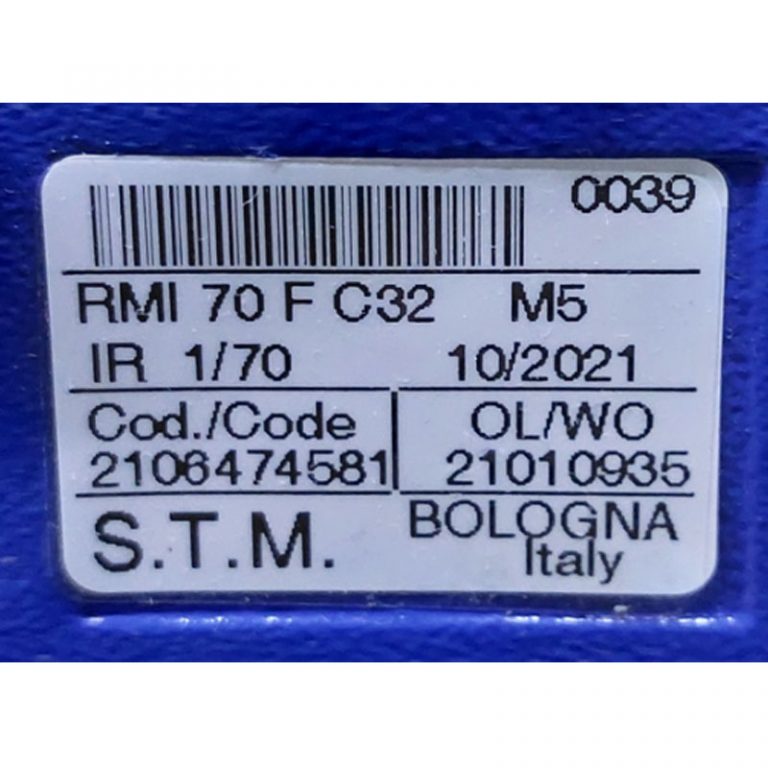 0039
RMI 70 F C32 M5
IR 1/70 10/2021
Cod./Code OL/WO
2106474581 21010935
S.T.M. BOLOGNA
Italy